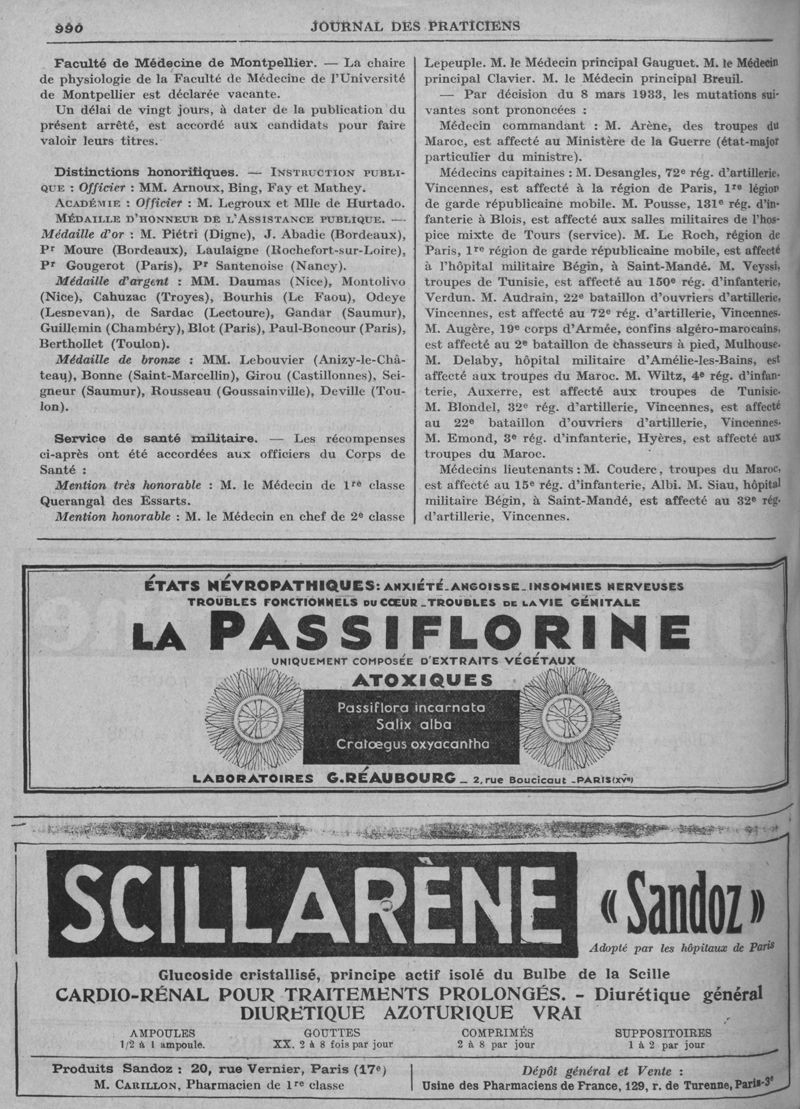 990
JOURNAL DES PRATICIENS
Faculté de Médecine de Montpellier. — La chaire
de physiologie de la Faculté de Médecine de l'Université
de Montpellier est déclarée vacante.
Un délai de vingt jours, à dater de la publication du
présent arrêté, est accordé aux candidats pour faire
valoir leurs titres.
Distinctions honorifiques. — INSTRUCTION PUBLI-
QUE : Officier : MM. Arnoux, Bing, Fay et Mathey.
ACADÉMIE : Officier : M. Legroux et Mlle de Hurtado.
MÉDAILLE D'HONNEUR DE L'ASSISTANCE PUBLIQUE. —
Médaille d'or : M. Piétri (Digne), J. Abadie (Bordeaux),
Pr Moure (Bordeaux), Laulaigne (Rochefort-sur-Loire),
Pr Gougerot (Paris), Pr Santenoise (Nancy).
Médaille d'argent : MM. Daumas (Nice), Montolivo
(Nice), Cahuzac (Troyes), Bourhis (Le Faou), Odeye
(Lesnevan), de Sardac (Lectoure), Gandar (Saumur),
Guillemin (Chambéry), Blot (Paris), Paul-Boncour (Paris),
Berthollet (Toulon).
Médaille de bronze : MM. Lebouvier (Anizy-le-Châ-
teau), Bonne (Saint-Marcellin), Girou (Castillonnes), Sei-
gneur (Saumur), Rousseau (Goussainville), Deville (Tou-
lon).
Service de santé militaire. — Les récompenses
ci-après ont été accordées aux officiers du Corps de
Santé :
Mention très honorable : M. le Médecin de 1re classe
Querangal des Essarts.
Mention honorable : M. le Médecin en chef de 2e classe
Lepeuple. M. le Médecin principal Gauguet. M. le Médecin
principal Clavier. M. le Médecin principal Breuil.
— Par décision du 8 mars 1933, les mutations sui-
vantes sont prononcées :
Médecin commandant : M. Arène, des troupes du
Maroc, est affecté au Ministère de la Guerre (état-major
particulier du ministre).
Médecins capitaines : M. Desangles, 72e rég. d'artillerie,
Vincennes, est affecté à la région de Paris, 1re légion
de garde républicaine mobile. M. Pousse, 131e rég. d'in-
fanterie à Blois, est affecté aux salles militaires de l'hos-
pice mixte de Tours (service). M. Le Roch, région de
Paris, 1re région de garde républicaine mobile, est affecté
à l'hôpital militaire Bégin, à Saint-Mandé. M. Veyssi,
troupes de Tunisie, est affecté au 150e rég. d'infanterie,
Verdun. M. Audrain, 22e bataillon d'ouvriers d'artillerie,
Vincennes, est affecté au 72e rég. d'artillerie, Vincennes.
M. Augère, 19e corps d'Armée, confins algéro-marocains,
est affecté au 2e bataillon de chasseurs à pied, Mulhouse.
M. Delaby, hôpital militaire d'Amélie-les-Bains, est
affecté aux troupes du Maroc. M. Wiltz, 4e rég. d'infan-
terie, Auxerre, est affecté aux troupes de Tunisie.
M. Blondel, 32e rég. d'artillerie, Vincennes, est affecté
au 22e bataillon d'ouvriers d'artillerie, Vincennes.
M. Emond, 3e rég. d'infanterie, Hyères, est affecté aux
troupes du Maroc.
Médecins lieutenants : M. Couderc, troupes du Maroc,
est affecté au 15e rég. d'infanterie, Albi. M. Siau, hôpital
militaire Bégin, à Saint-Mandé, est affecté au 32e rég.
d'artillerie, Vincennes.
ÉTATS NÉVROPATHIQUES: ANXIÉTÉ_ANGOISSE_INSOMNIES NERVEUSES
TROUBLES FONCTIONNELS DU CŒUR _TROUBLES DE LA VIE GÉNITALE
LA PASSIFLORINE
UNIQUEMENT COMPOSÉE D'EXTRAITS VÉGÉTAUX
ATOXIQUES
Passiflora incarnata
Salix alba
Cratœgus oxyacantha
LABORATOIRES G.RÉAUBOURG _ 2, rue Boucicaut _PARIS (XVe)
SCILLARÈNE
« Sandoz »
Adopté par les hôpitaux de Paris
Glucoside cristallisé, principe actif isolé du Bulbe de la Scille
CARDIO-RÉNAL POUR TRAITEMENTS PROLONGÉS. - Diurétique général
DIURETIQUE AZOTURIQUE VRAI
AMPOULES GOUTTES COMPRIMÉS SUPPOSITOIRES
1/2 à 1 ampoule. XX. 2 à 8 fois par jour 2 à 8 par jour 1 à 2 par jour
Produits Sandoz : 20, rue Vernier, Paris (17e)
M. CARILLON, Pharmacien de 1re classe
Dépôt général et Vente :
Usine des Pharmaciens de France, 129, r. de Turenne, Paris-3e